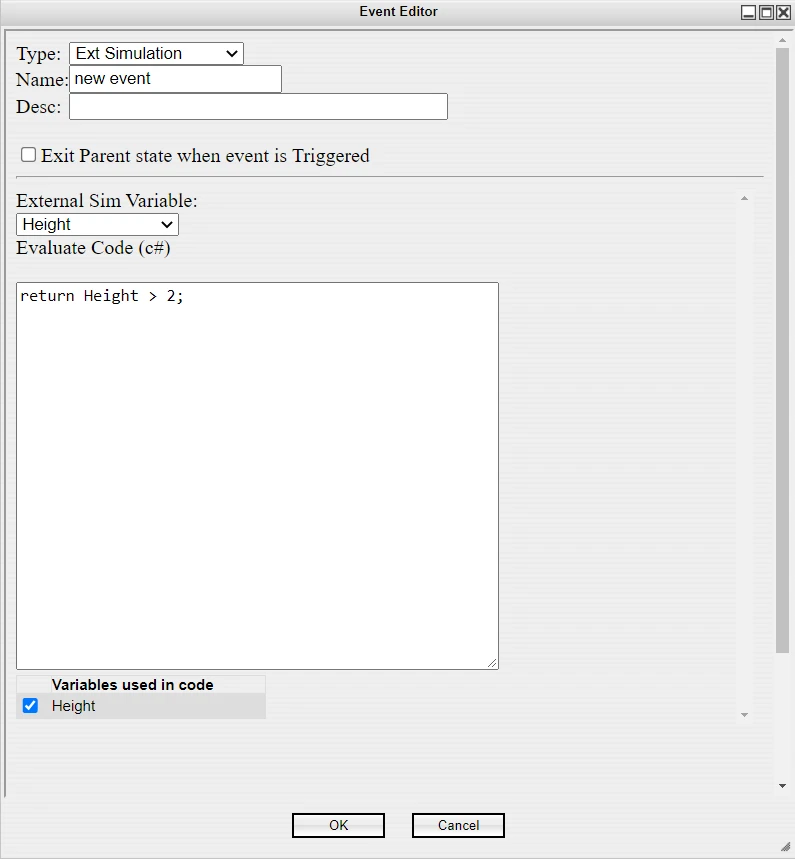 Event Editor
Type: Ext Simulation
Name: new event
Desc:
Exit Parent state when event is Triggered
External Sim Variable:
Height
Evaluate Code (c#)
return Height > 2;
Variables used in code
Height
OK Cancel